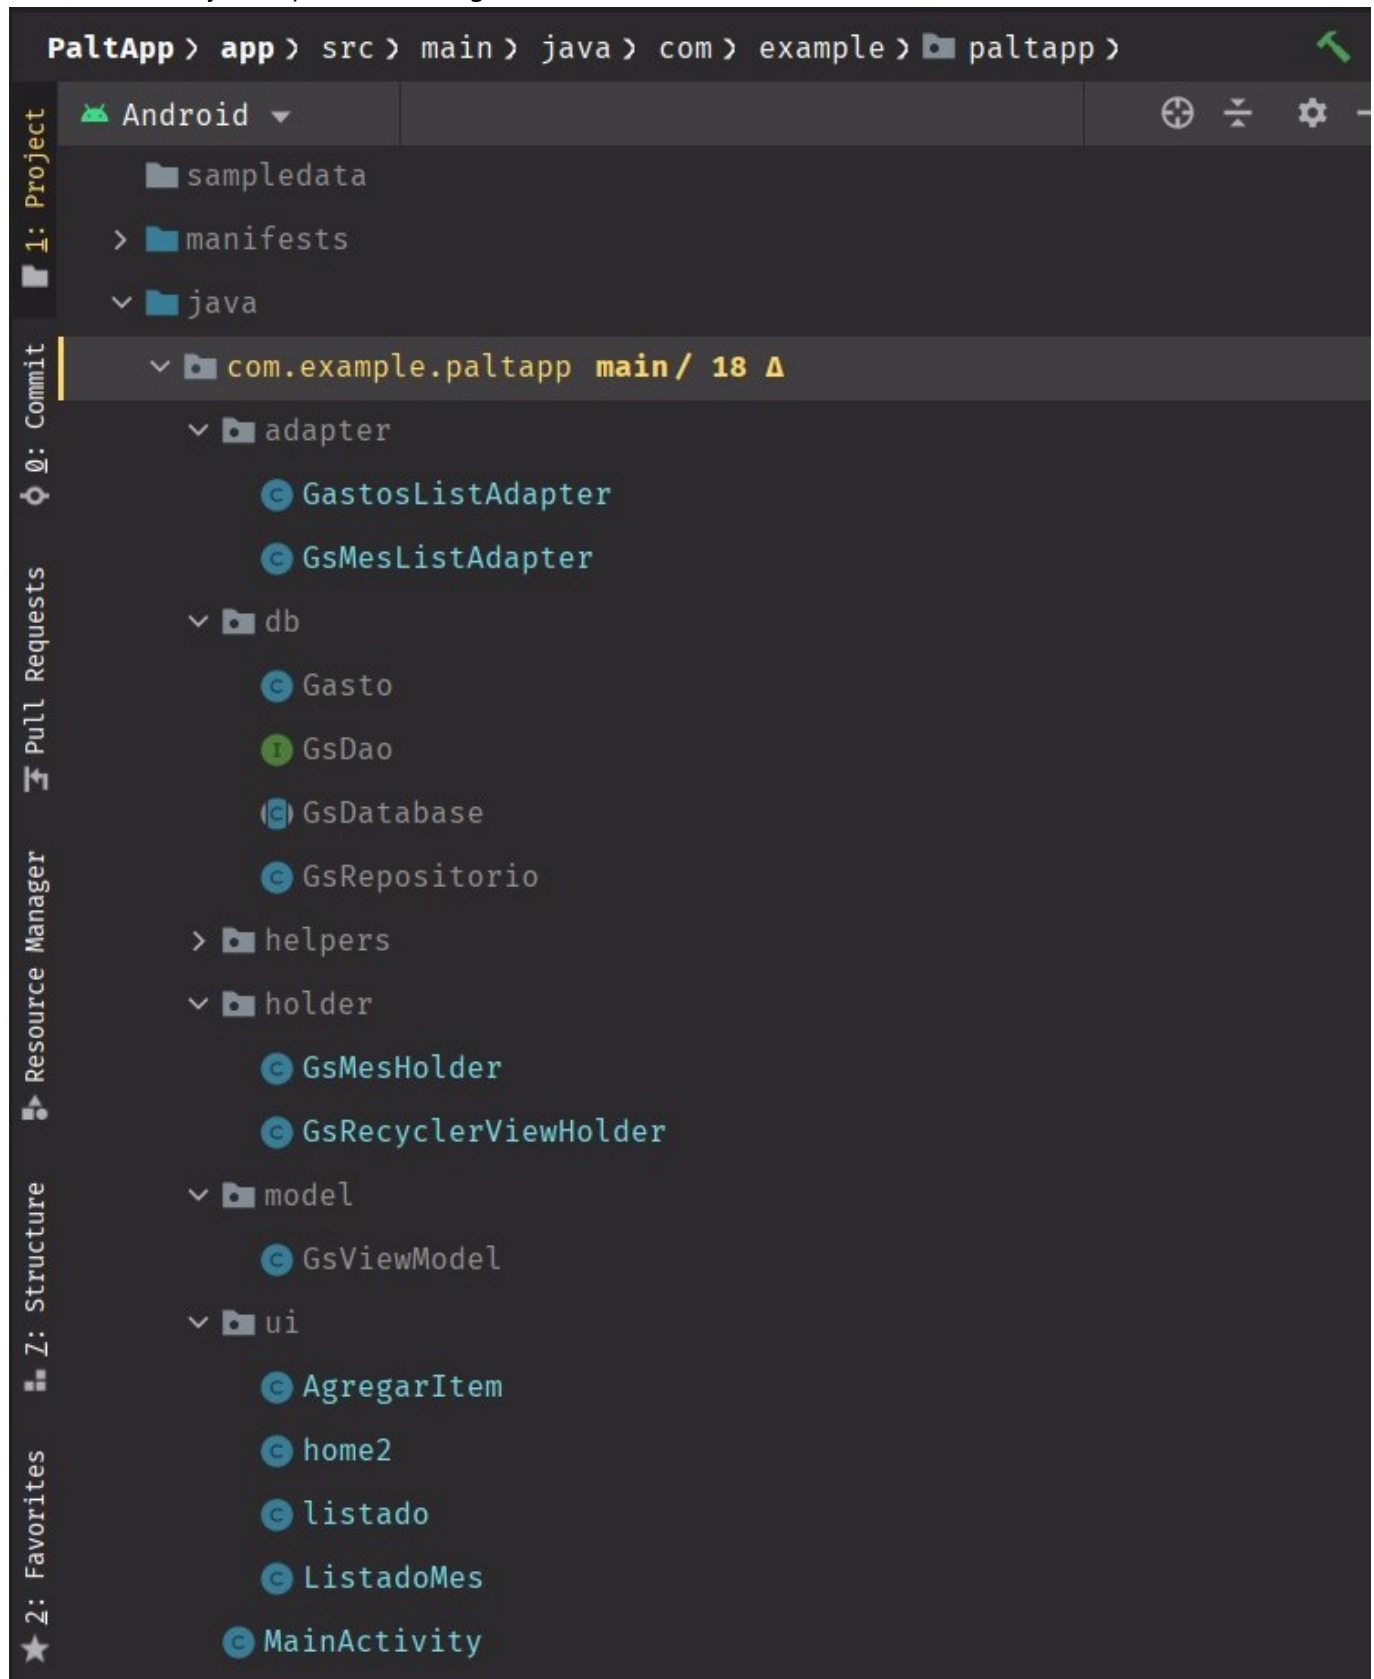 PaltApp › app › src › main › java › com › example › paltapp ›
Android
sampledata
manifests
java
com.example.paltapp main/ 18 Δ
adapter
GastosListAdapter
GsMesListAdapter
db
Gasto
GsDao
GsDatabase
GsRepositorio
helpers
holder
GsMesHolder
GsRecyclerViewHolder
model
GsViewModel
ui
AgregarItem
home2
listado
ListadoMes
MainActivity
1: Project
0: Commit
Pull Requests
Resource Manager
7: Structure
2: Favorites